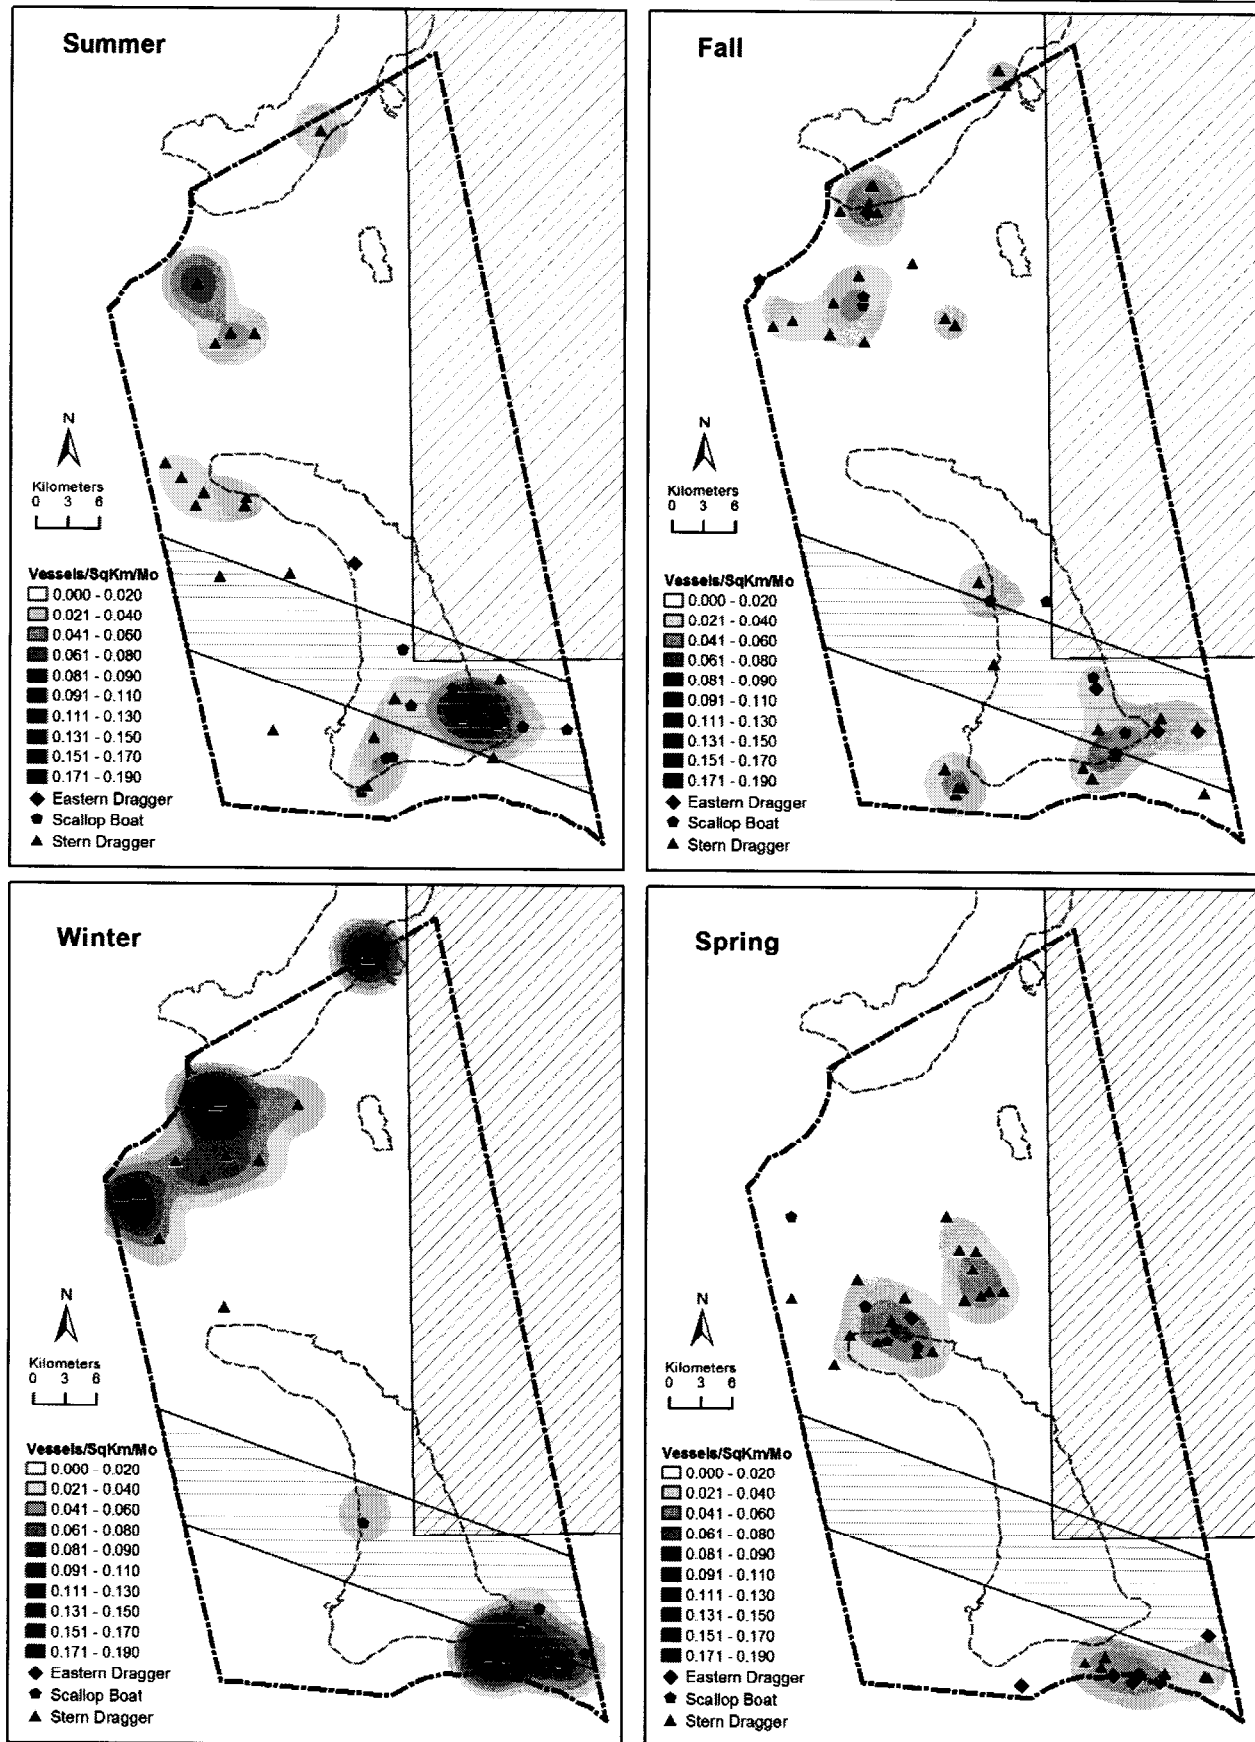 Summer
N
Kilometers
0 3 6
Vessels/SqKm/Mo
0.000 - 0.020
0.021 - 0.040
0.041 - 0.060
0.061 - 0.080
0.081 - 0.090
0.091 - 0.110
0.111 - 0.130
0.131 - 0.150
0.151 - 0.170
0.171 - 0.190
Eastern Dragger
Scallop Boat
Stern Dragger
Fall
N
Kilometers
0 3 6
Vessels/SqKm/Mo
0.000 - 0.020
0.021 - 0.040
0.041 - 0.060
0.061 - 0.080
0.081 - 0.090
0.091 - 0.110
0.111 - 0.130
0.131 - 0.150
0.151 - 0.170
0.171 - 0.190
Eastern Dragger
Scallop Boat
Stern Dragger
Winter
N
Kilometers
0 3 6
Vessels/SqKm/Mo
0.000 - 0.020
0.021 - 0.040
0.041 - 0.060
0.061 - 0.080
0.081 - 0.090
0.091 - 0.110
0.111 - 0.130
0.131 - 0.150
0.151 - 0.170
0.171 - 0.190
Eastern Dragger
Scallop Boat
Stern Dragger
Spring
N
Kilometers
0 3 6
Vessels/SqKm/Mo
0.000 - 0.020
0.021 - 0.040
0.041 - 0.060
0.061 - 0.080
0.081 - 0.090
0.091 - 0.110
0.111 - 0.130
0.131 - 0.150
0.151 - 0.170
0.171 - 0.190
Eastern Dragger
Scallop Boat
Stern Dragger